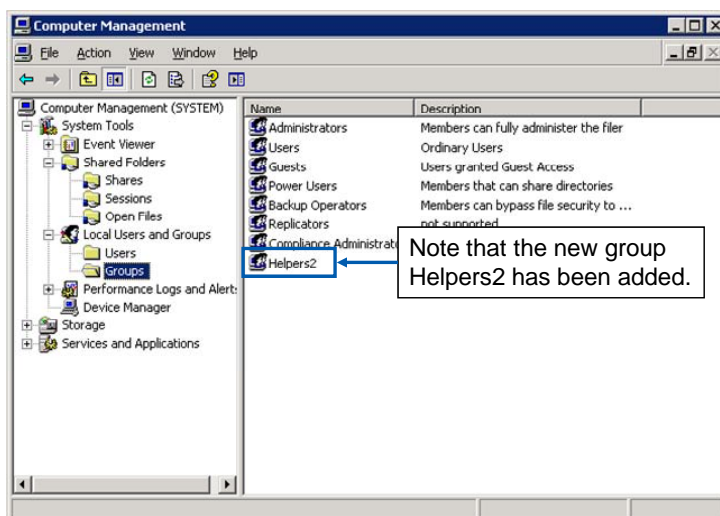 Computer Management
File Action View Window Help
Computer Management (SYSTEM)
System Tools
Event Viewer
Shared Folders
Shares
Sessions
Open Files
Local Users and Groups
Users
Groups
Performance Logs and Alert:
Device Manager
Storage
Services and Applications
Name Description
Administrators Members can fully administer the filer
Users Ordinary Users
Guests Users granted Guest Access
Power Users Members that can share directories
Backup Operators Members can bypass file security to ...
Replicators not supported
Compliance Administrato
Helpers2
Note that the new group
Helpers2 has been added.